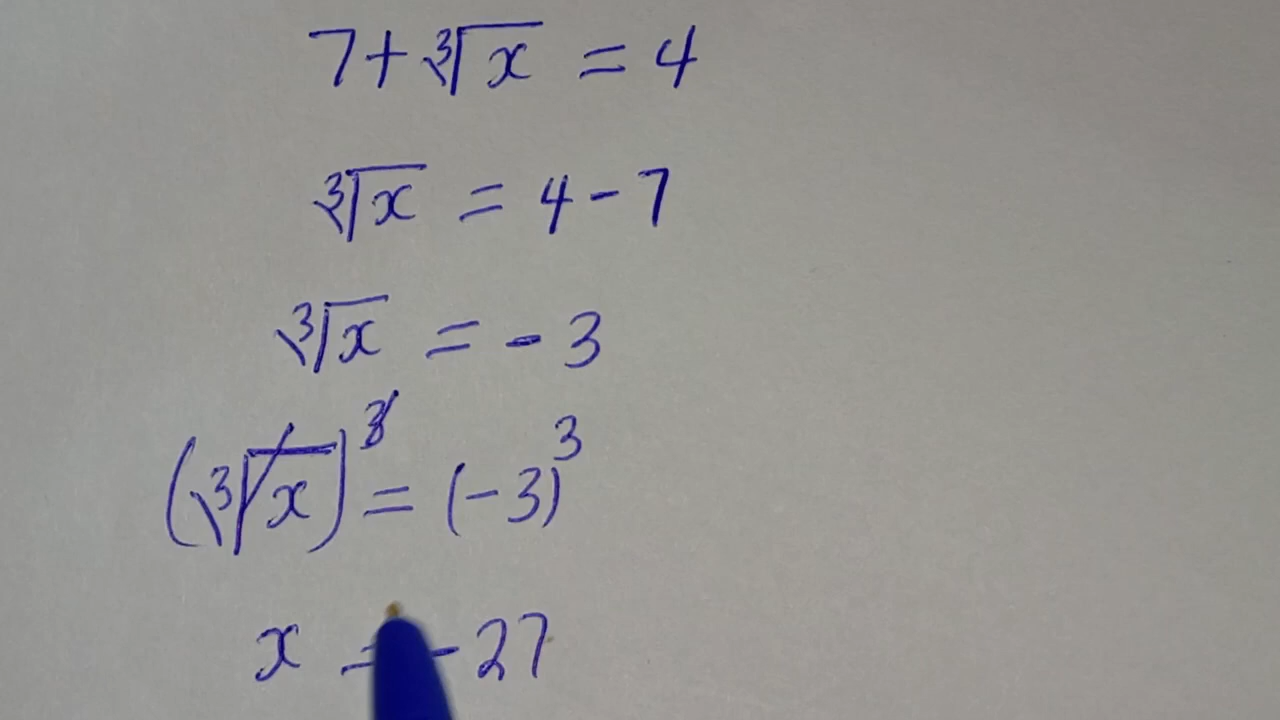 7+∛x = 4
∛x = 4-7
∛x = -3
(∛x)³ = (-3)³
x = -27